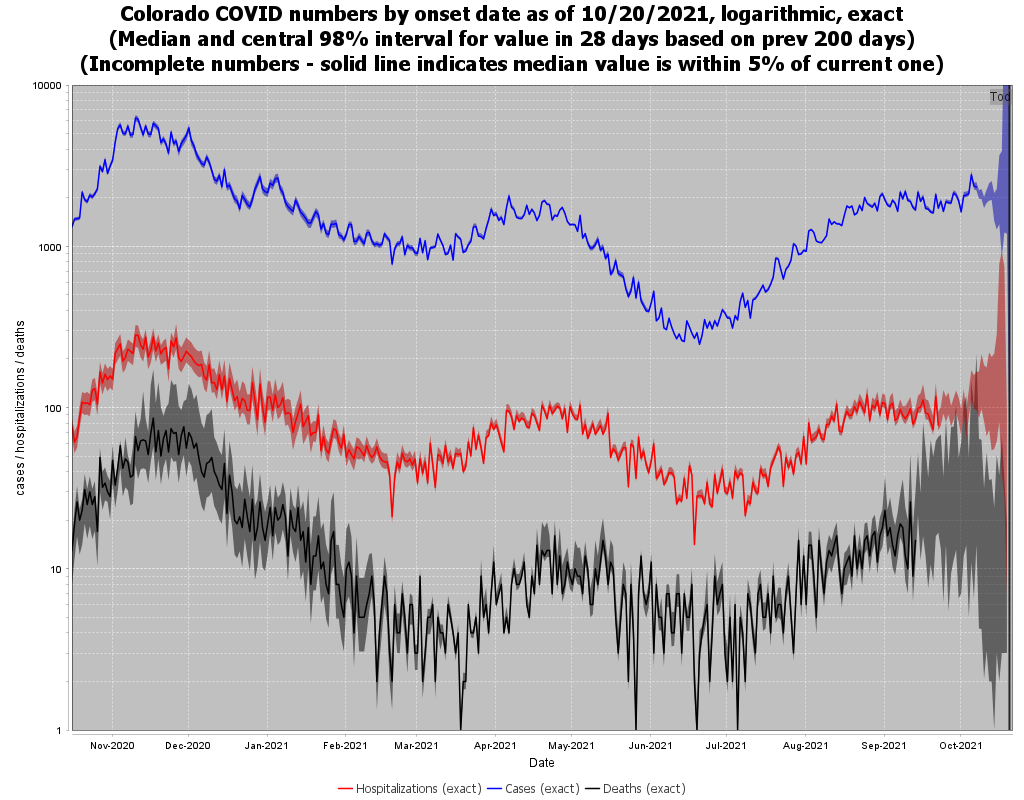 Colorado COVID numbers by onset date as of 10/20/2021, logarithmic, exact
(Median and central 98% interval for value in 28 days based on prev 200 days)
(Incomplete numbers - solid line indicates median value is within 5% of current one)
Tod
10000
1000
100
10
1
cases / hospitalizations / deaths
Nov-2020 Dec-2020 Jan-2021 Feb-2021 Mar-2021 Apr-2021 May-2021 Jun-2021 Jul-2021 Aug-2021 Sep-2021 Oct-2021
Date
Hospitalizations (exact) Cases (exact) Deaths (exact)